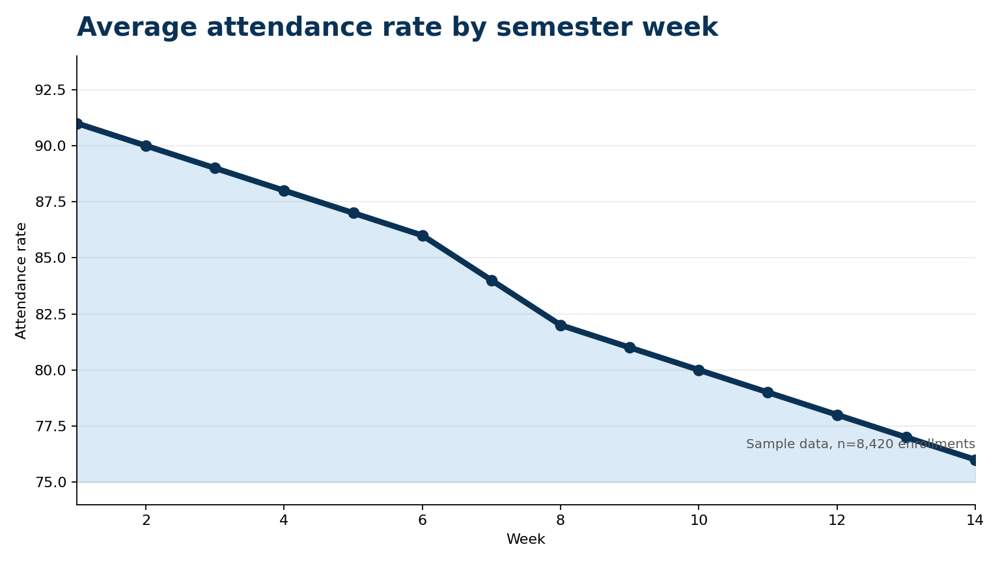 Average attendance rate by semester week
92.5
90.0
87.5
85.0
82.5
80.0
77.5
75.0
Attendance rate
Sample data, n=8,420 enrollments
2 4 6 8 10 12 14
Week